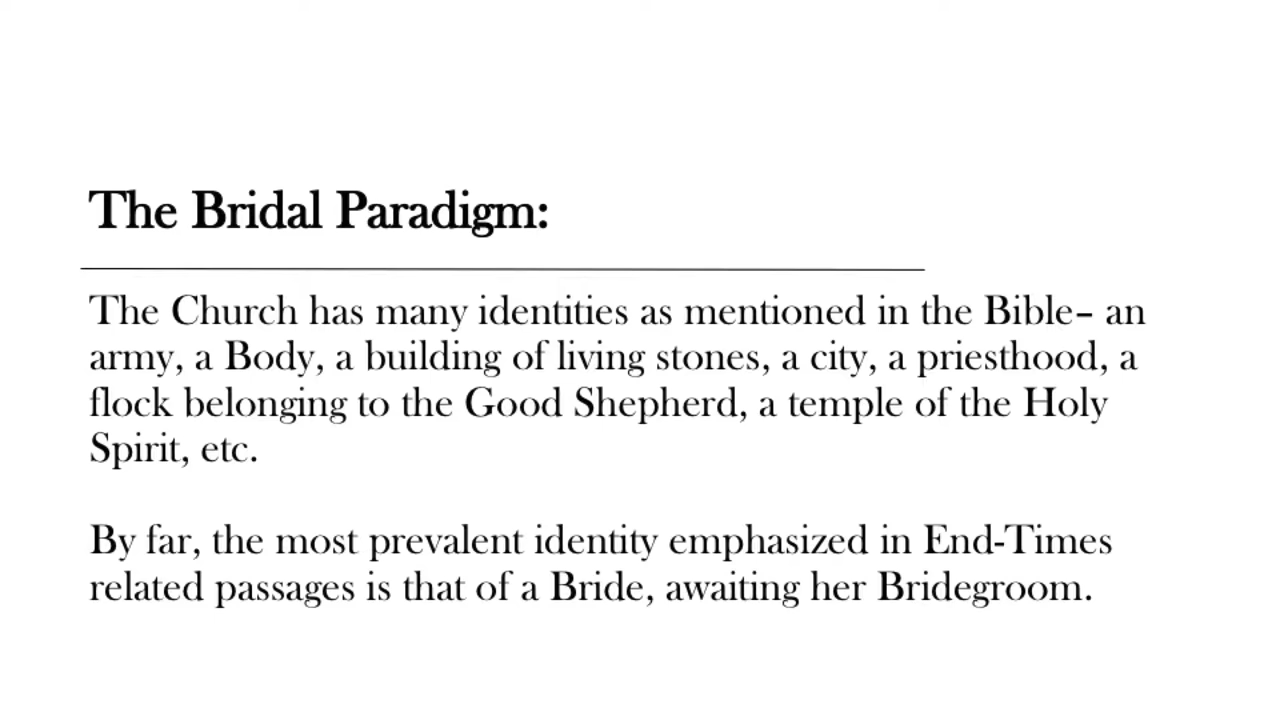 The Bridal Paradigm:
The Church has many identities as mentioned in the Bible– an
army, a Body, a building of living stones, a city, a priesthood, a
flock belonging to the Good Shepherd, a temple of the Holy
Spirit, etc.
By far, the most prevalent identity emphasized in End-Times
related passages is that of a Bride, awaiting her Bridegroom.